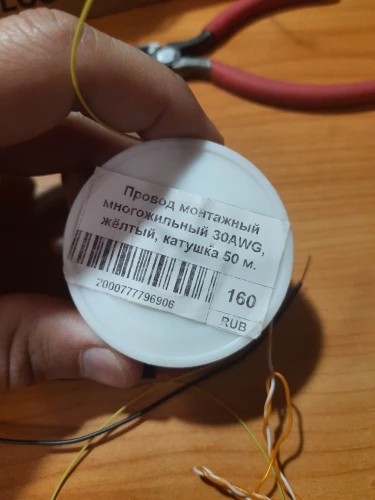 Провод монтажный
многожильный 30AWG,
жёлтый, катушка 50 м.
2000777796906
160
RUB